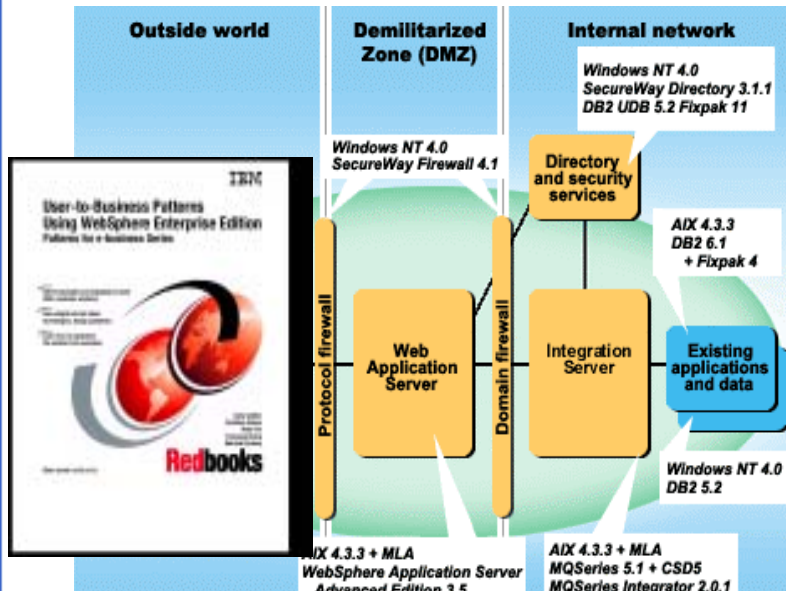 Outside world
Demilitarized
Zone (DMZ)
Internal network
Windows NT 4.0
SecureWay Directory 3.1.1
DB2 UDB 5.2 Fixpak 11
Windows NT 4.0
SecureWay Firewall 4.1
Directory
and security
services
IBM
User-to-Business Patterns
Using WebSphere Enterprise Edition
Patterns for e-business Series
Redbooks
AIX 4.3.3
DB2 6.1
+ Fixpak 4
Protocol firewall
Web
Application
Server
Domain firewall
Integration
Server
Existing
applications
and data
Windows NT 4.0
DB2 5.2
AIX 4.3.3 + MLA
WebSphere Application Server
Advanced Edition 3.5
AIX 4.3.3 + MLA
MQSeries 5.1 + CSD5
MQSeries Integrator 2.0.1